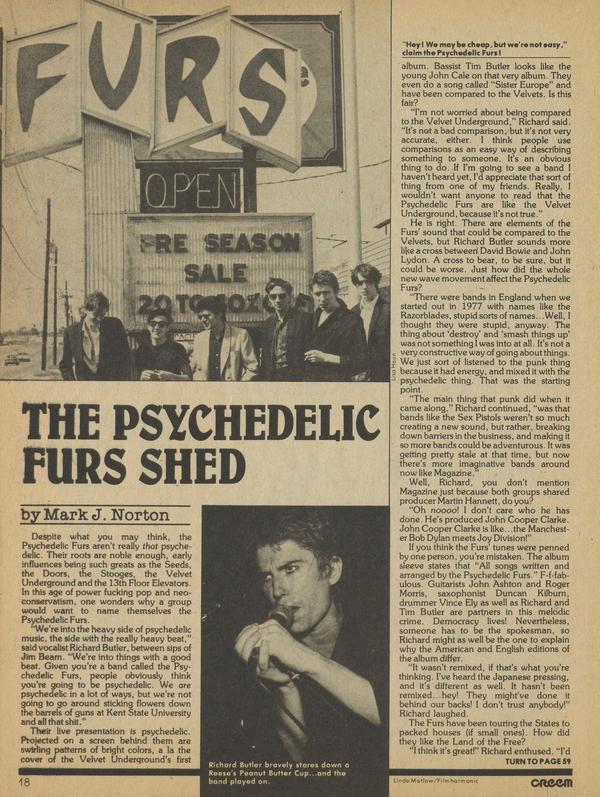 FURS
OPEN
PRE SEASON
SALE
20 TO 40% OFF
THE PSYCHEDELIC
FURS SHED
by Mark J. Norton
Despite what you may think, the
Psychedelic Furs aren't really that psyche-
delic. Their roots are noble enough, early
influences being such greats as the Seeds,
the Doors, the Stooges, the Velvet
Underground and the 13th Floor Elevators.
In this age of power fucking pop and neo-
conservatism, one wonders why a group
would want to name themselves the
Psychedelic Furs.
"We're into the heavy side of psychedelic
music, the side with the really heavy beat,"
said vocalist Richard Butler, between sips of
Jim Beam. "We're into things with a good
beat. Given you're a band called the Psy-
chedelic Furs, people obviously think
you're going to be psychedelic. We are
psychedelic in a lot of ways, but we're not
going to go around sticking flowers down
the barrels of guns at Kent State University
and all that shit."
Their live presentation is psychedelic.
Projected on a screen behind them are
swirling patterns of bright colors, a la the
cover of the Velvet Underground's first
Richard Butler bravely stares down a
Reese's Peanut Butter Cup...and the
band played on.
"Hey! We may be cheap, but we're not easy,"
claim the Psychedelic Furs!
album. Bassist Tim Butler looks like the
young John Cale on that very album. They
even do a song called "Sister Europe" and
have been compared to the Velvets. Is this
fair?
"I'm not worried about being compared
to the Velvet Underground," Richard said.
"It's not a bad comparison, but it's not very
accurate, either. I think people use
comparisons as an easy way of describing
something to someone. It's an obvious
thing to do. If I'm going to see a band I
haven't heard yet, I'd appreciate that sort of
thing from one of my friends. Really, I
wouldn't want anyone to read that the
Psychedelic Furs are like the Velvet
Underground, because it's not true."
He is right. There are elements of the
Furs' sound that could be compared to the
Velvets, but Richard Butler sounds more
like a cross between David Bowie and John
Lydon. A cross to bear, to be sure, but it
could be worse. Just how did the whole
new wave movement affect the Psychedelic
Furs?
"There were bands in England when we
started out in 1977 with names like the
Razorblades, stupid sorts of names...Well, I
thought they were stupid, anyway. The
thing about 'destroy' and 'smash things up'
was not something I was into at all. It's not a
very constructive way of going about things.
We just sort of listened to the punk thing
because it had energy, and mixed it with the
psychedelic thing. That was the starting
point.
"The main thing that punk did when it
came along," Richard continued, "was that
bands like the Sex Pistols weren't so much
creating a new sound, but rather, breaking
down barriers in the business, and making it
so more bands could be adventurous. It was
getting pretty stale at that time, but now
there's more imaginative bands around
now like Magazine."
Well, Richard, you don't mention
Magazine just because both groups shared
producer Martin Hannett, do you?
"Oh noooo! I don't care who he has
done. He's produced John Cooper Clarke.
John Cooper Clarke is like...the Manchest-
er Bob Dylan meets Joy Division!"
If you think the Furs' tunes were penned
by one person, you're mistaken. The album
sleeve states that "All songs written and
arranged by the Psychedelic Furs." F-f-fab-
ulous. Guitarists John Ashton and Roger
Morris, saxophonist Duncan Kilburn,
drummer Vince Ely as well as Richard and
Tim Butler are partners in this melodic
crime. Democracy lives! Nevertheless,
someone has to be the spokesman, so
Richard might as well be the one to explain
why the American and English editions of
the album differ.
"It wasn't remixed, if that's what you're
thinking. I've heard the Japanese pressing,
and it's different as well. It hasn't been
remixed...hey! They might've done it
behind our backs! I don't trust anybody!"
Richard laughed.
The Furs have been touring the States to
packed houses (if small ones). How did
they like the Land of the Free?
"I think it's great!" Richard enthused. "I'd
TURN TO PAGE 59
18
Linda Matlow/Filmharmonic
CREEM